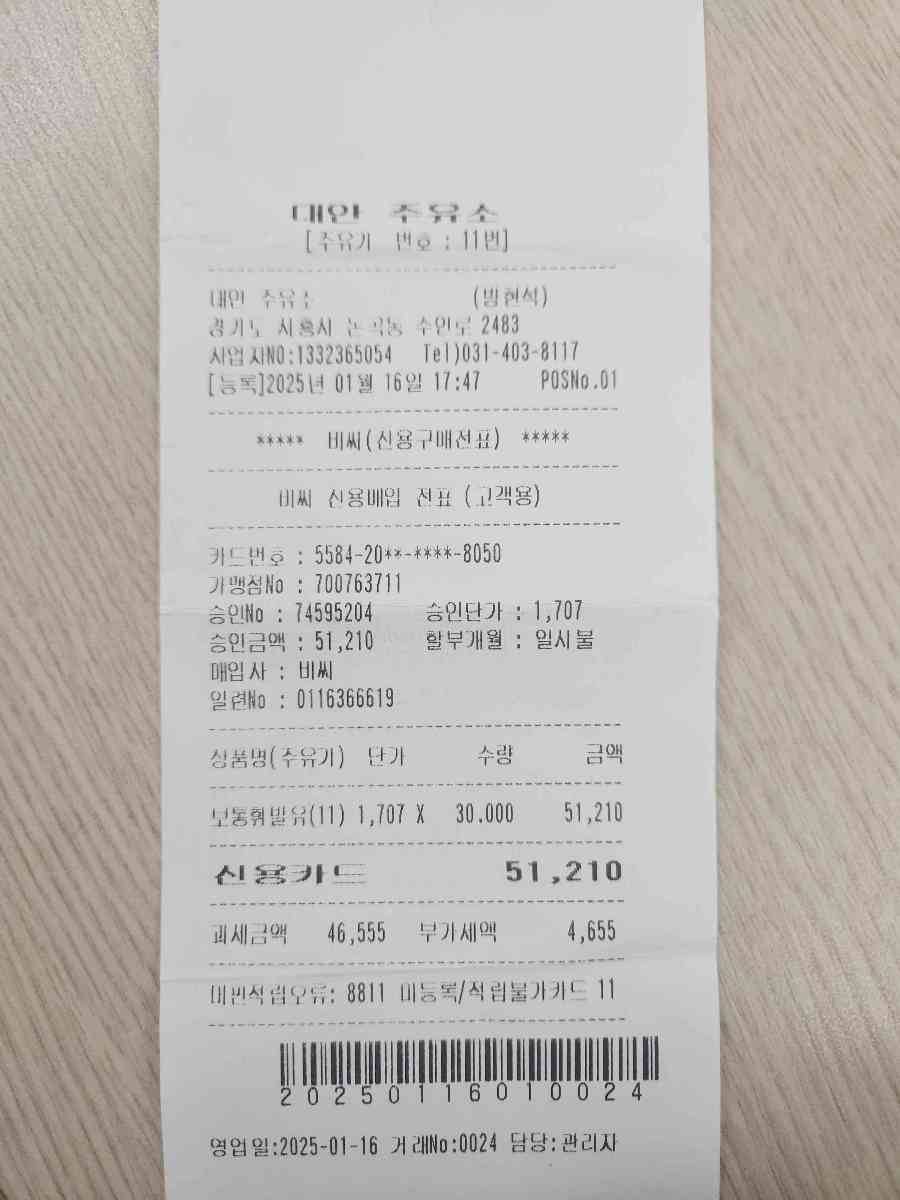 대안 주유소
[주유기 번호 : 11번]
대안 주유소 (방현석)
경기도 시흥시 논곡동 수인로 2483
사업자NO:1332365054 Tel)031-403-8117
[등록]2025년 01월 16일 17:47 POSNo.01
***** 비씨(신용구매전표) *****
비씨 신용매입 전표 (고객용)
카드번호 : 5584-20**-****-8050
가맹점No : 700763711
승인No : 74595204 승인단가 : 1,707
승인금액 : 51,210 할부개월 : 일시불
매입사 : 비씨
일련No : 0116366619
상품명(주유기) 단가 수량 금액
보통휘발유(11) 1,707 X 30.000 51,210
신용카드 51,210
과세금액 46,555 부가세액 4,655
미번적립오류: 8811 미등록/적립불가카드 11
20250116010024
영업일:2025-01-16 거래No:0024 담당:관리자